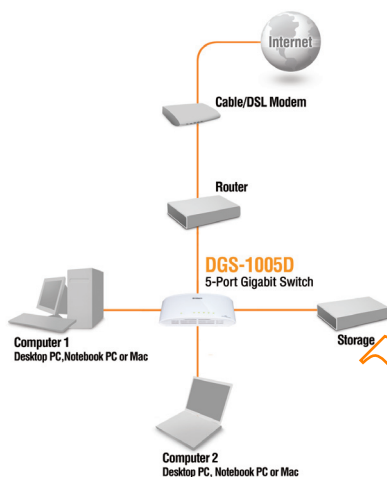 Internet
Cable/DSL Modem
Router
DGS-1005D
5-Port Gigabit Switch
Storage
Computer 1
Desktop PC,Notebook PC or Mac
Computer 2
Desktop PC, Notebook PC or Mac